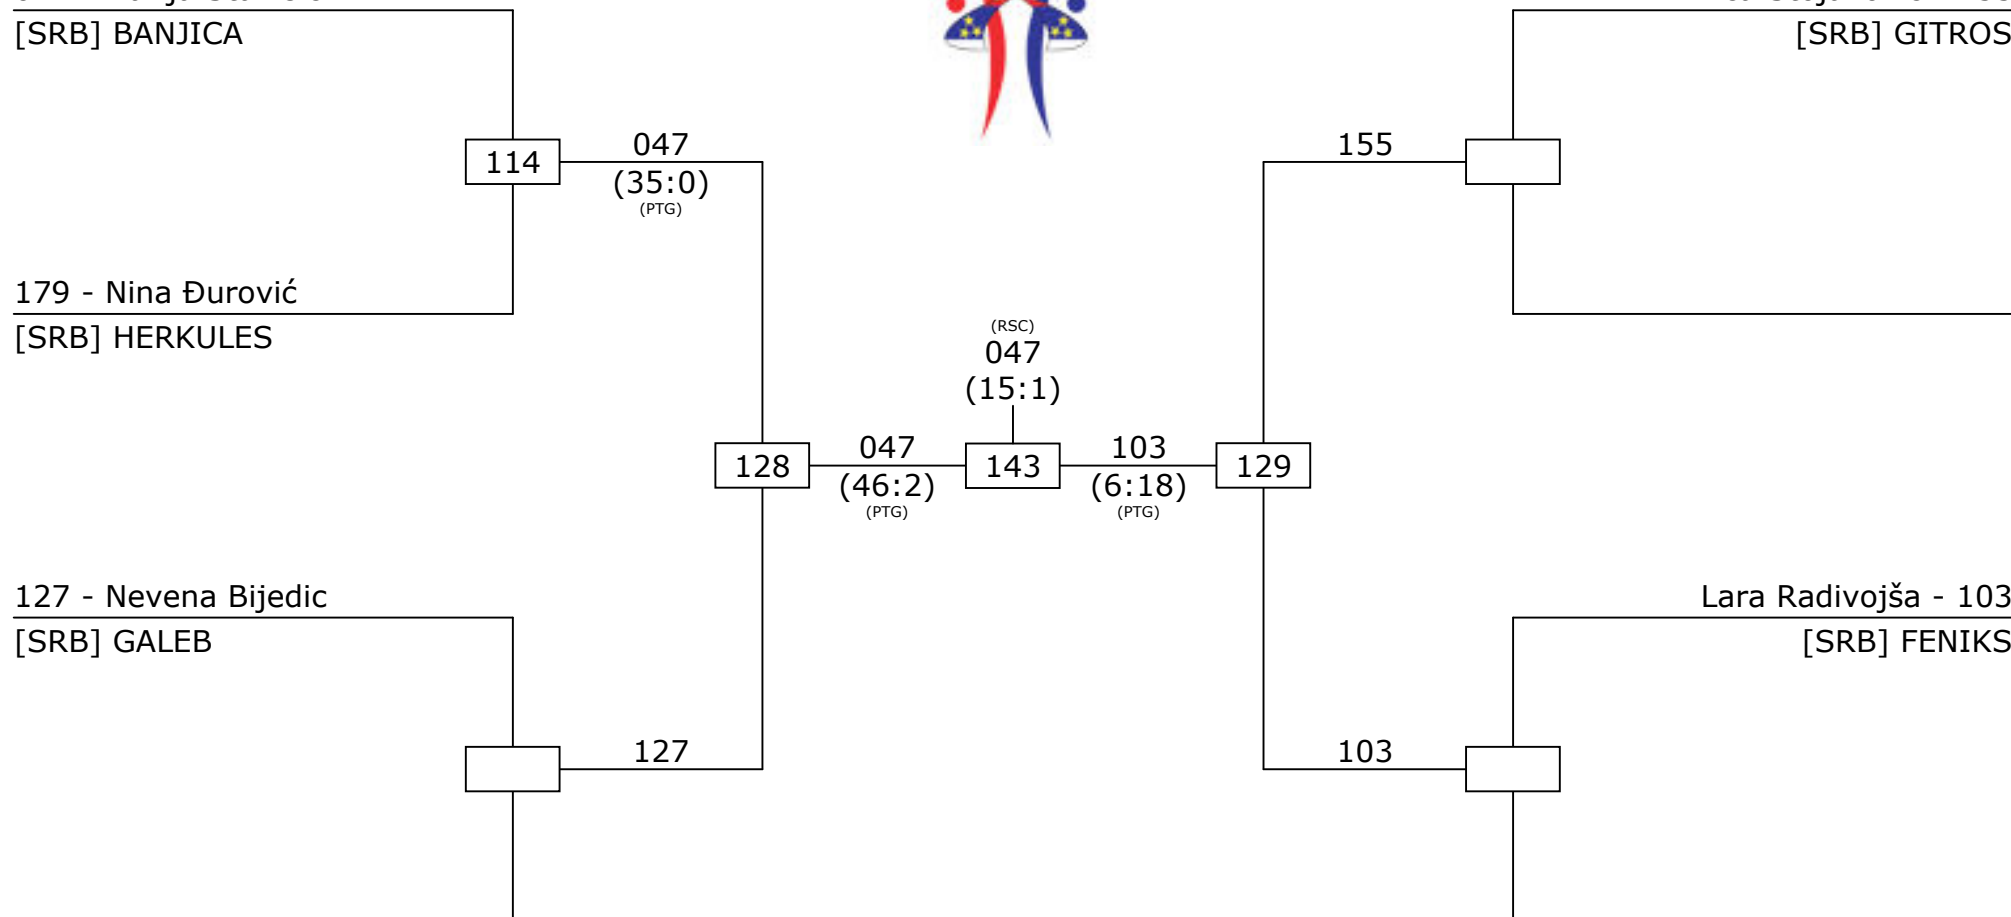 [SRB] BANJICA
[SRB] GITROS
114
047
(35:0)
(PTG)
155
179 - Nina Đurović
[SRB] HERKULES
(RSC)
047
(15:1)
128
047
(46:2)
(PTG)
143
103
(6:18)
(PTG)
129
127 - Nevena Bijedic
[SRB] GALEB
Lara Radivojša - 103
[SRB] FENIKS
127
103